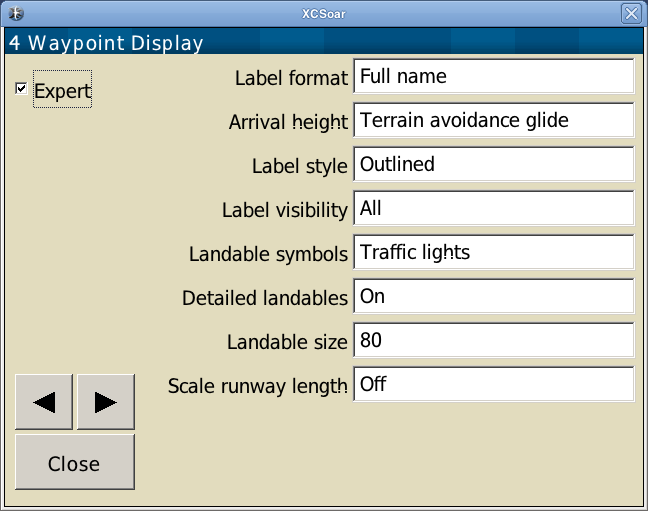 XCSoar
4 Waypoint Display
Expert
Label format Full name
Arrival height Terrain avoidance glide
Label style Outlined
Label visibility All
Landable symbols Traffic lights
Detailed landables On
Landable size 80
Scale runway length Off
Close